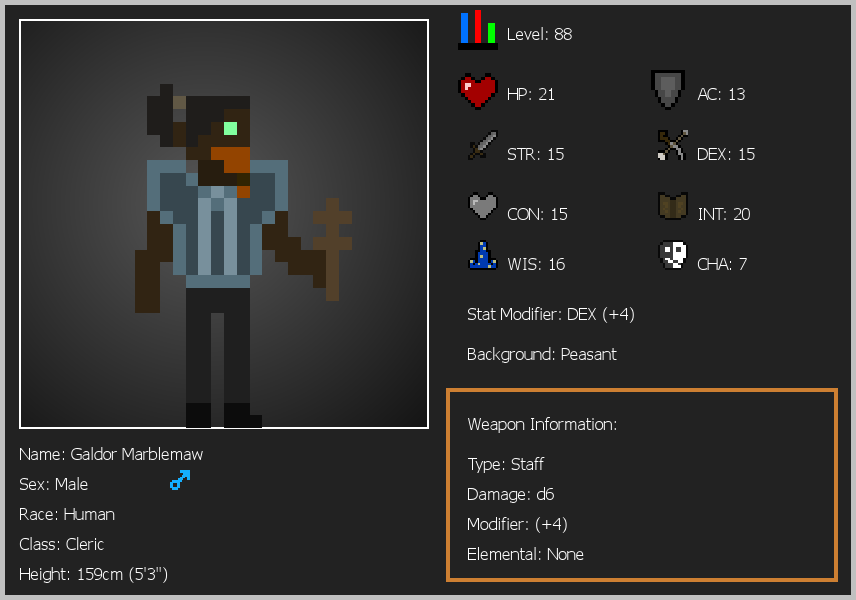 Level: 88
HP: 21
AC: 13
STR: 15
DEX: 15
CON: 15
INT: 20
WIS: 16
CHA: 7
Stat Modifier: DEX (+4)
Background: Peasant
Weapon Information:
Type: Staff
Damage: d6
Modifier: (+4)
Elemental: None
Name: Galdor Marblemaw
Sex: Male
Race: Human
Class: Cleric
Height: 159cm (5'3")